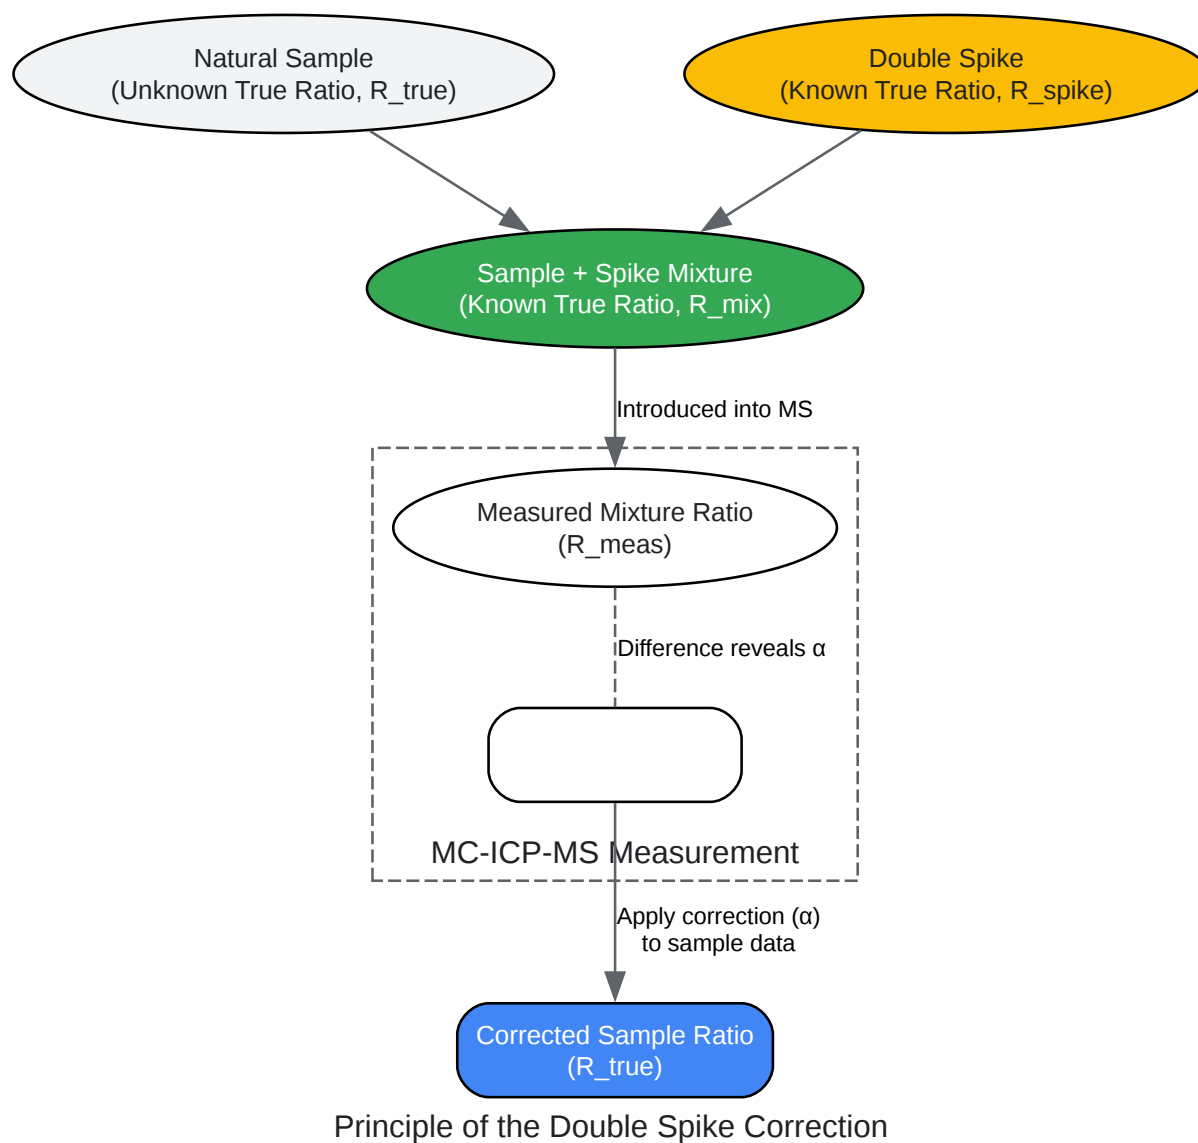 Natural Sample
(Unknown True Ratio, R_true)
Double Spike
(Known True Ratio, R_spike)
Sample + Spike Mixture
(Known True Ratio, R_mix)
Introduced into MS
Measured Mixture Ratio
(R_meas)
Difference reveals α
MC-ICP-MS Measurement
Apply correction (α)
to sample data
Corrected Sample Ratio
(R_true)
Principle of the Double Spike Correction